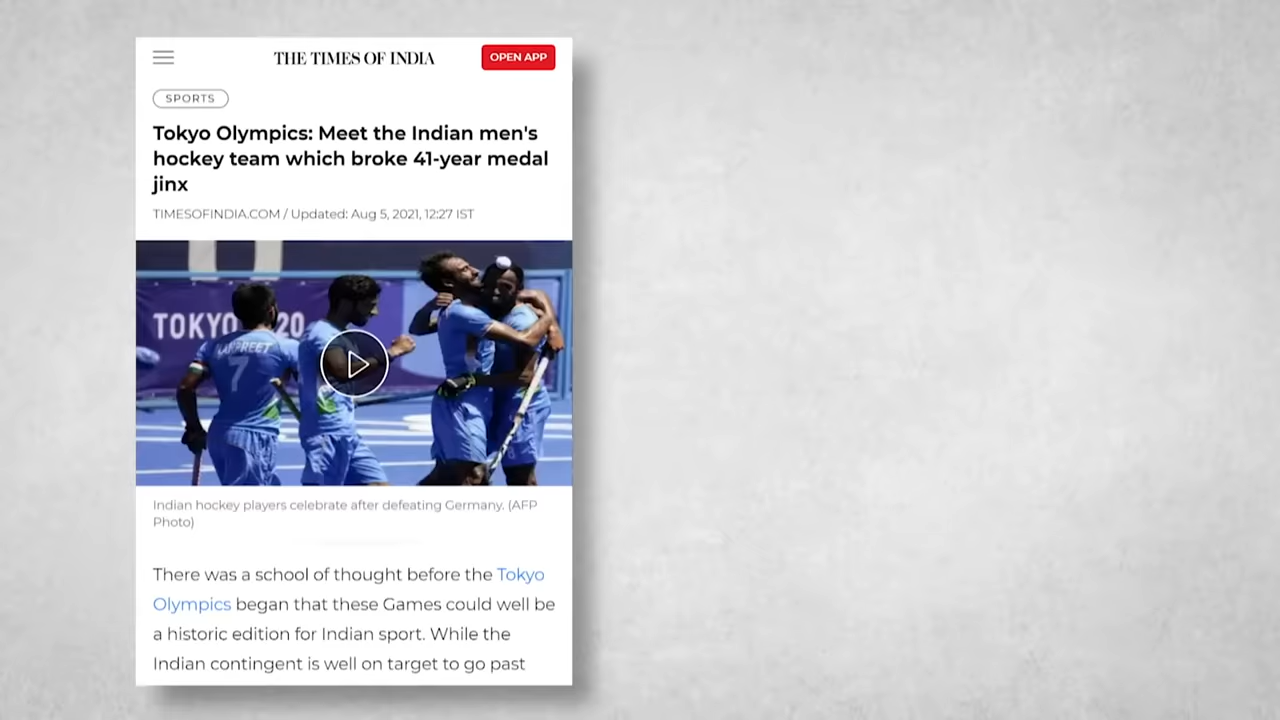 THE TIMES OF INDIA
OPEN APP
SPORTS
Tokyo Olympics: Meet the Indian men's
hockey team which broke 41-year medal
jinx
TIMESOFINDIA.COM / Updated: Aug 5, 2021, 12:27 IST
TOKYO 20
7
Indian hockey players celebrate after defeating Germany. (AFP
Photo)
There was a school of thought before the Tokyo
Olympics began that these Games could well be
a historic edition for Indian sport. While the
Indian contingent is well on target to go past